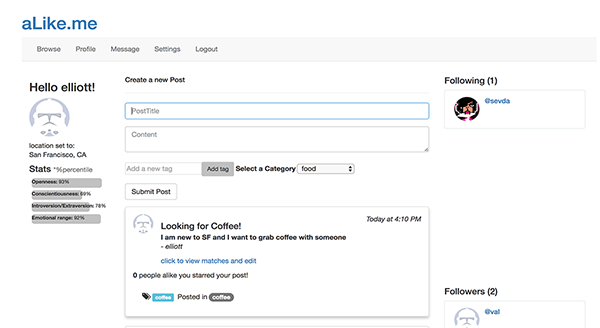 aLike.me
Browse Profile Message Settings Logout
Hello elliott!
location set to:
San Francisco, CA
Stats *%percentile
Openness: 93%
Conscientiousness 69%
Introversion/Extraversion: 78%
Emotional range: 92%
Create a new Post
PostTitle
Content
Add a new tag Add tag Select a Category food
Submit Post
Looking for Coffee! Today at 4:10 PM
I am new to SF and I want to grab coffee with someone
- elliott
click to view matches and edit
0 people alike you starred your post!
coffee Posted in coffee
Following (1)
@sevda
Followers (2)
@val